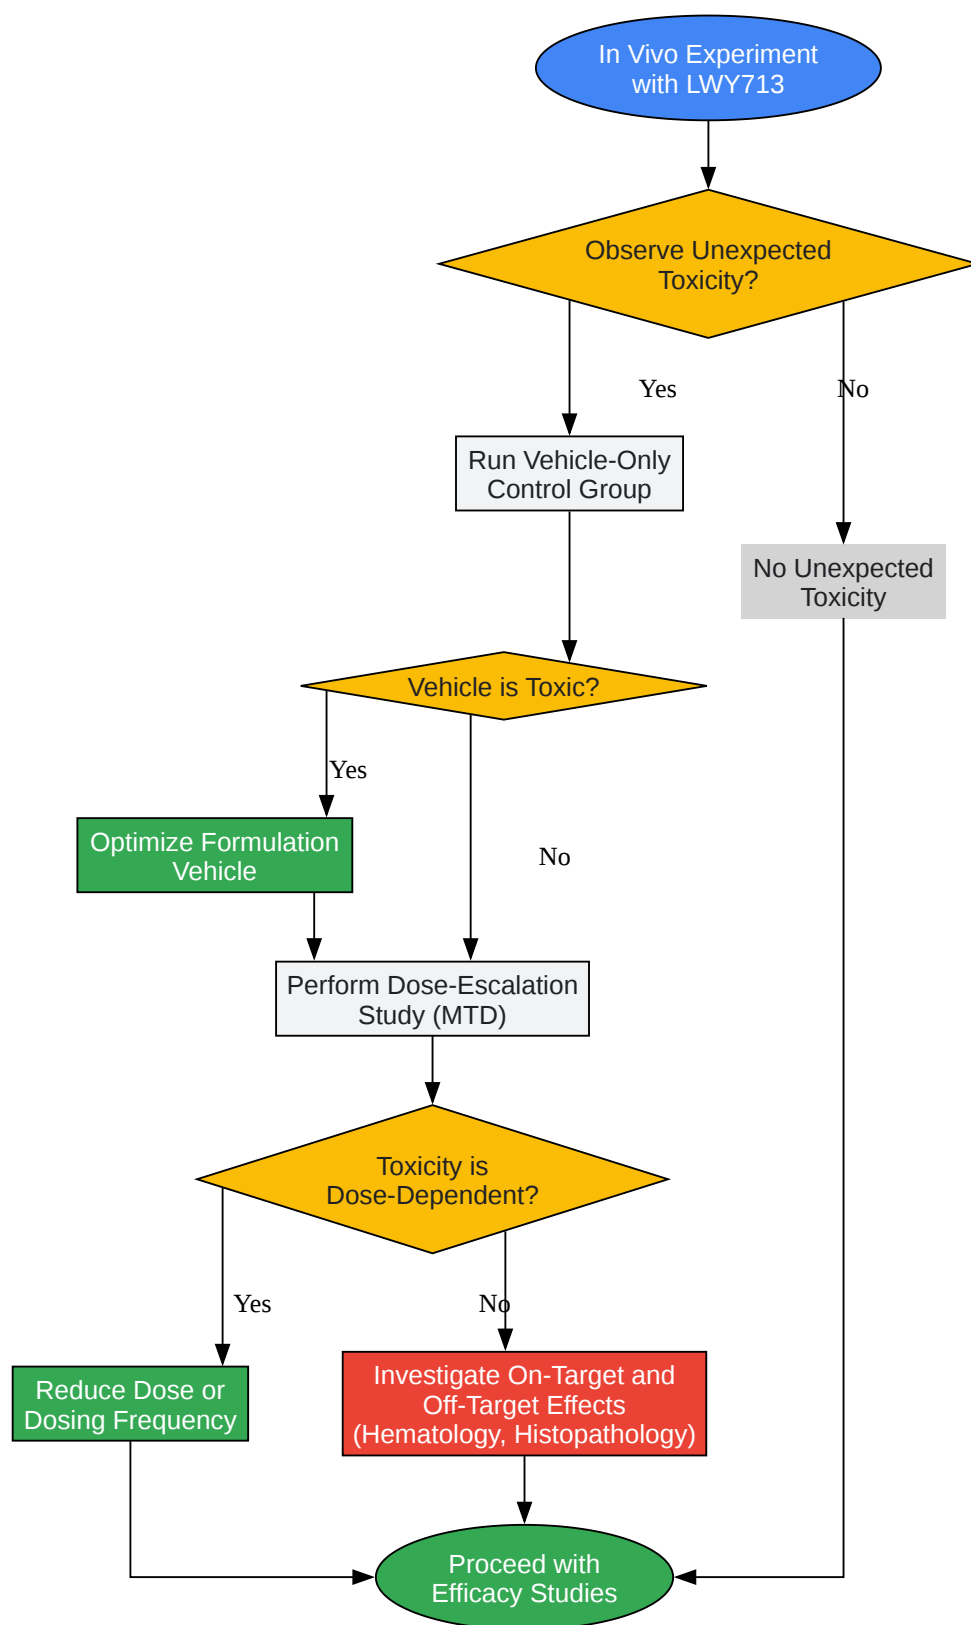 In Vivo Experiment
with LWY713
Observe Unexpected
Toxicity?
Yes
No
Run Vehicle-Only
Control Group
No Unexpected
Toxicity
Vehicle is Toxic?
Yes
Optimize Formulation
Vehicle
No
Perform Dose-Escalation
Study (MTD)
Toxicity is
Dose-Dependent?
Yes
No
Reduce Dose or
Dosing Frequency
Investigate On-Target and
Off-Target Effects
(Hematology, Histopathology)
Proceed with
Efficacy Studies